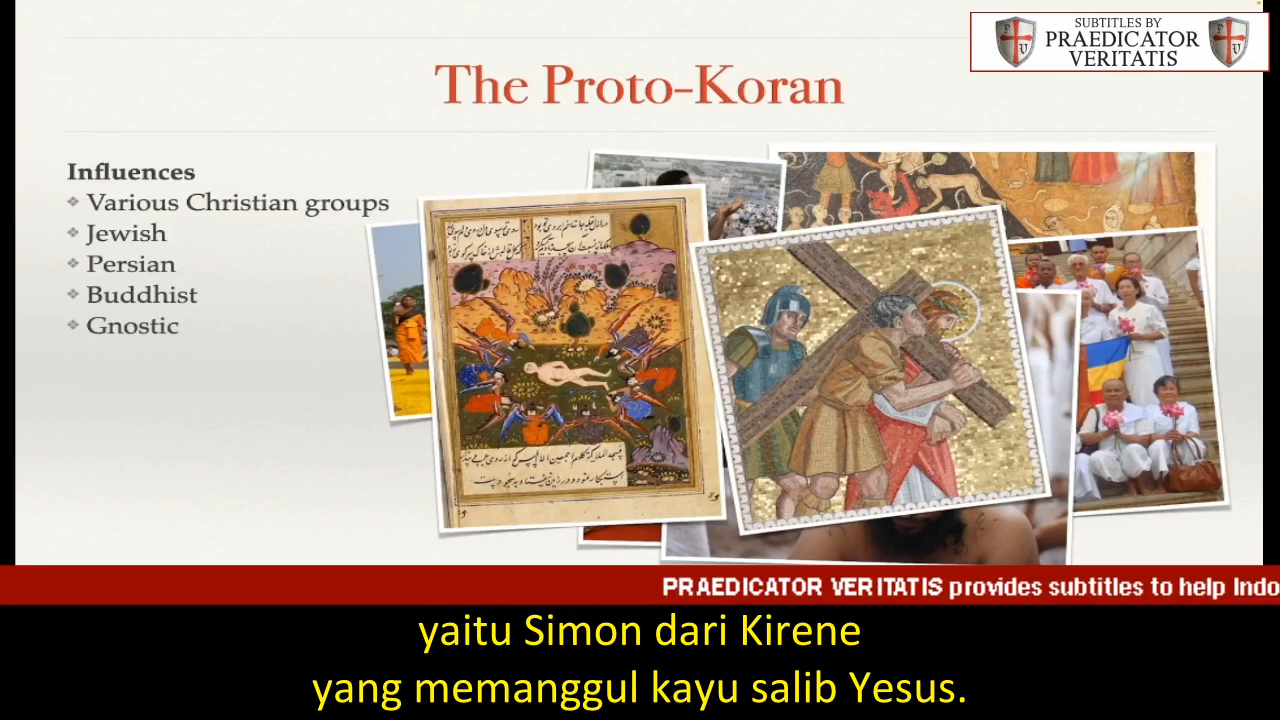 SUBTITLES BY
PRAEDICATOR
VERITATIS
The Proto-Koran
Influences
❖ Various Christian groups
❖ Jewish
❖ Persian
❖ Buddhist
❖ Gnostic
PRAEDICATOR VERITATIS provides subtitles to help Indo
yaitu Simon dari Kirene
yang memanggul kayu salib Yesus.